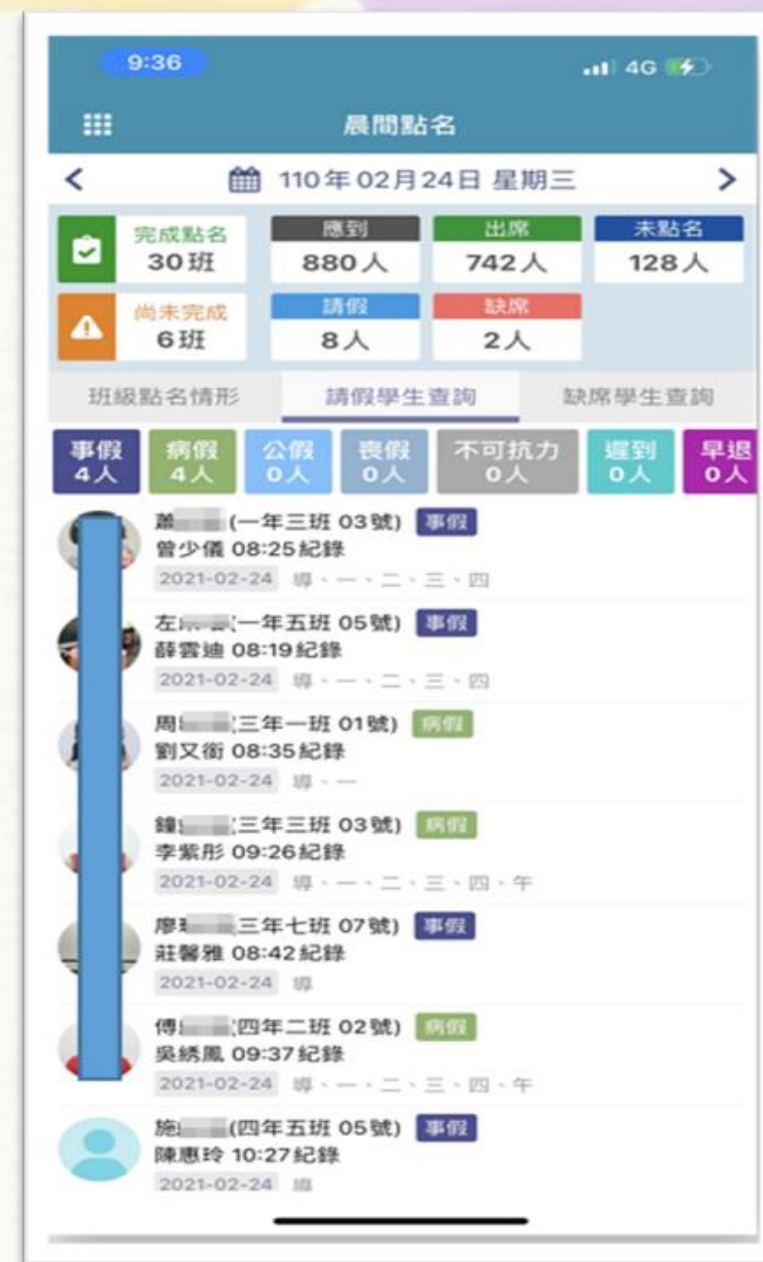 9:36 4G
晨間點名
110年02月24日 星期三
完成點名 應到 出席 未點名
30班 880人 742人 128人
尚未完成 請假 缺席
6班 8人 2人
班級點名情形 請假學生查詢 缺席學生查詢
事假 病假 公假 喪假 不可抗力 遲到 早退
4人 4人 0人 0人 0人 0人 0人
蕭 (一年三班 03號) 事假
曾少儀 08:25紀錄
2021-02-24 導、一、二、三、四
左 (一年五班 05號) 事假
薛雲迪 08:19紀錄
2021-02-24 導、一、二、三、四
周 (三年一班 01號) 病假
劉又銜 08:35紀錄
2021-02-24 導、一
鐘 (三年三班 03號) 病假
李紫彤 09:26紀錄
2021-02-24 導、一、二、三、四、午
廖 三年七班 07號) 事假
莊馨雅 08:42紀錄
2021-02-24 導
傅 (四年二班 02號) 病假
吳綉鳳 09:37紀錄
2021-02-24 導、一、二、三、四、午
施 (四年五班 05號) 事假
陳惠玲 10:27紀錄
2021-02-24 導